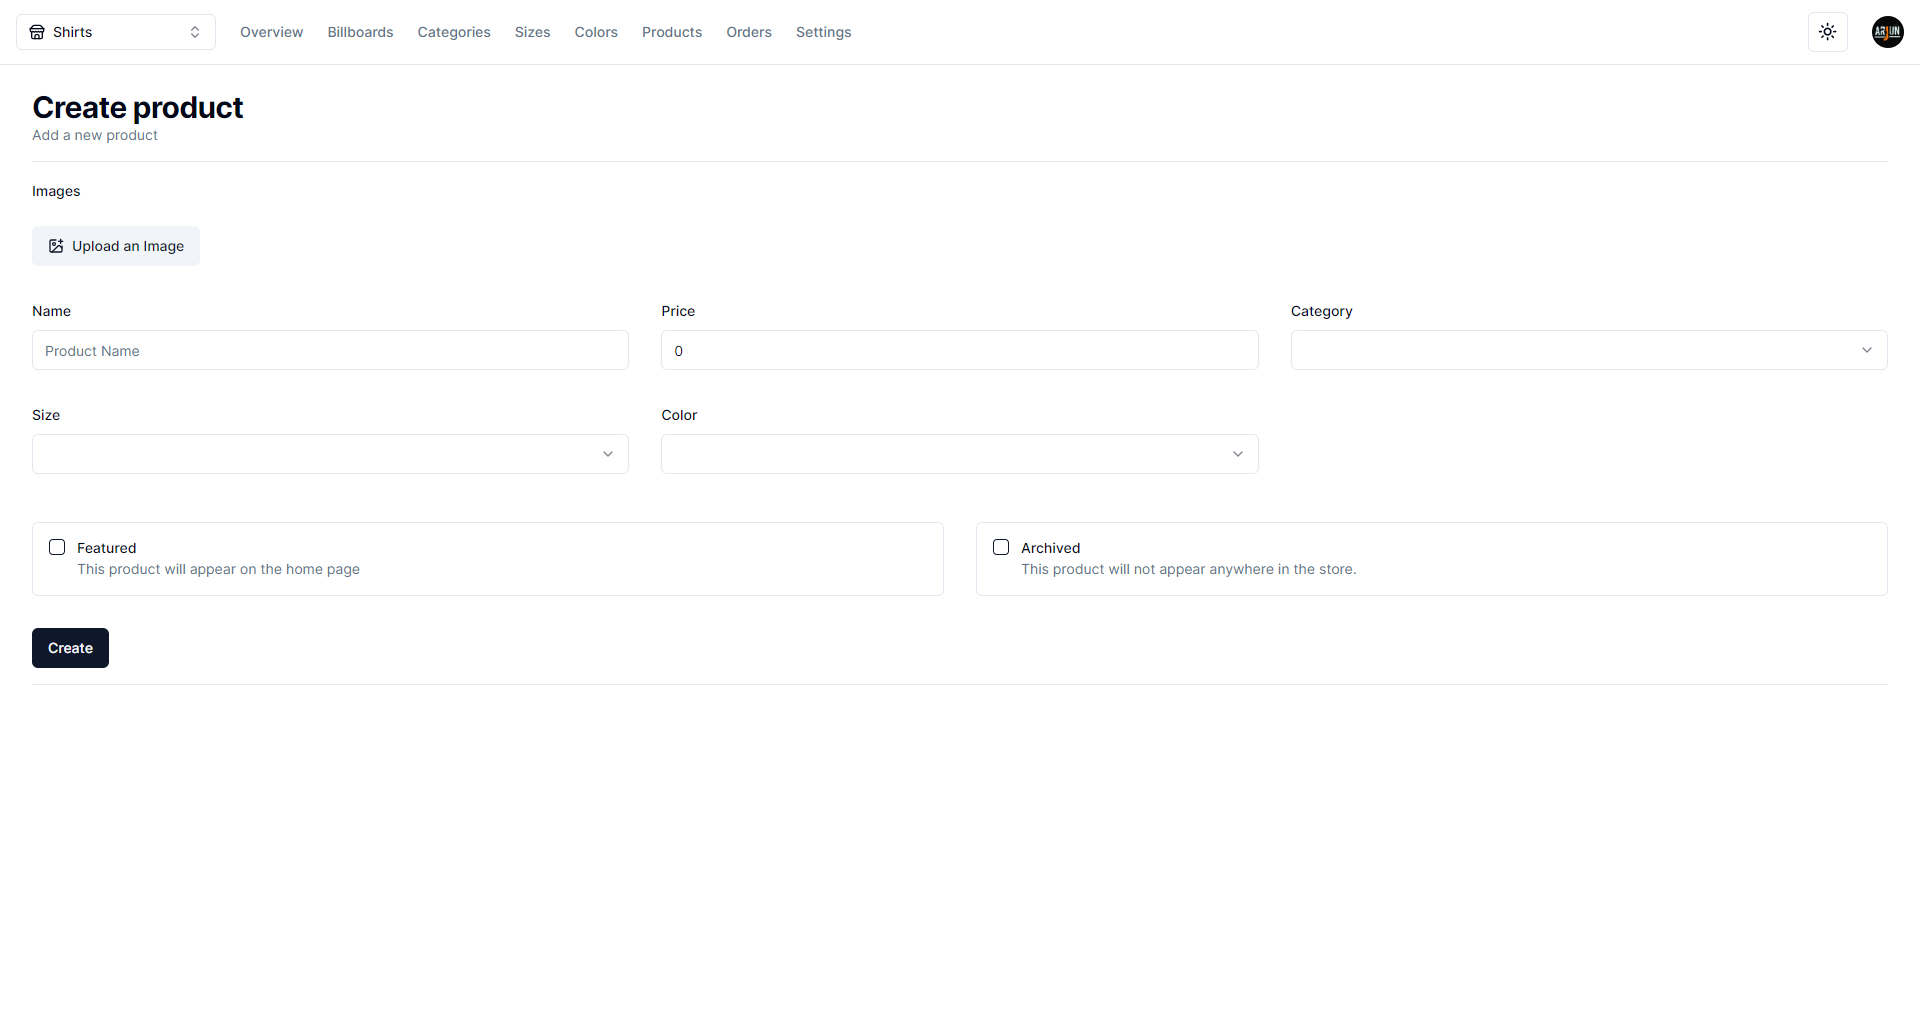 Shirts
Overview
Billboards
Categories
Sizes
Colors
Products
Orders
Settings
ARJUN
Create product
Add a new product
Images
Upload an Image
Name
Price
Category
Product Name
0
Size
Color
Featured
This product will appear on the home page
Archived
This product will not appear anywhere in the store.
Create